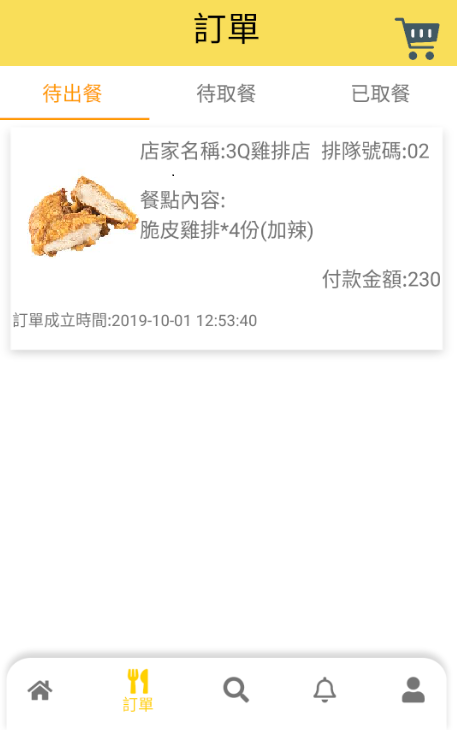 訂單
待出餐 待取餐 已取餐
店家名稱:3Q雞排店 排隊號碼:02
餐點內容:
脆皮雞排*4份(加辣)
付款金額:230
訂單成立時間:2019-10-01 12:53:40
訂單